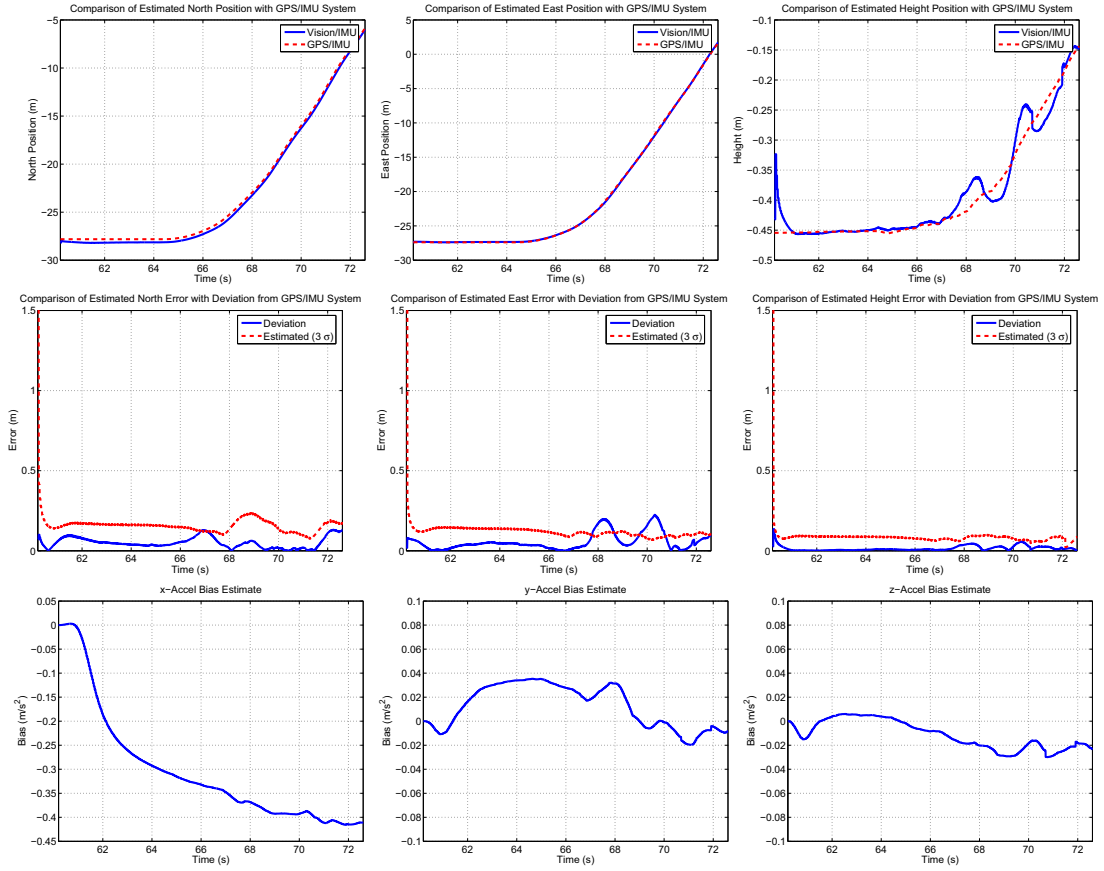 Comparison of Estimated North Position with GPS/IMU System
−5
−10
−15
−20
−25
−30
North Position (m)
Vision/IMU
GPS/IMU
62 64 66 68 70 72
Time (s)
Comparison of Estimated East Position with GPS/IMU System
5
0
−5
−10
−15
−20
−25
−30
East Position (m)
Vision/IMU
GPS/IMU
62 64 66 68 70 72
Time (s)
Comparison of Estimated Height Position with GPS/IMU System
−0.1
−0.15
−0.2
−0.25
−0.3
−0.35
−0.4
−0.45
−0.5
Height (m)
Vision/IMU
GPS/IMU
62 64 66 68 70 72
Time (s)
Comparison of Estimated North Error with Deviation from GPS/IMU System
1.5
1
0.5
0
Error (m)
Deviation
Estimated (3 σ)
62 64 66 68 70 72
Time (s)
Comparison of Estimated East Error with Deviation from GPS/IMU System
1.5
1
0.5
0
Error (m)
Deviation
Estimated (3 σ)
62 64 66 68 70 72
Time (s)
Comparison of Estimated Height Error with Deviation from GPS/IMU System
1.5
1
0.5
0
Error (m)
Deviation
Estimated (3 σ)
62 64 66 68 70 72
Time (s)
x−Accel Bias Estimate
0.05
0
−0.05
−0.1
−0.15
−0.2
−0.25
−0.3
−0.35
−0.4
−0.45
Bias (m/s²)
62 64 66 68 70 72
Time (s)
y−Accel Bias Estimate
0.1
0.08
0.06
0.04
0.02
0
−0.02
−0.04
−0.06
−0.08
−0.1
Bias (m/s²)
62 64 66 68 70 72
Time (s)
z−Accel Bias Estimate
0.1
0.08
0.06
0.04
0.02
0
−0.02
−0.04
−0.06
−0.08
−0.1
Bias (m/s²)
62 64 66 68 70 72
Time (s)